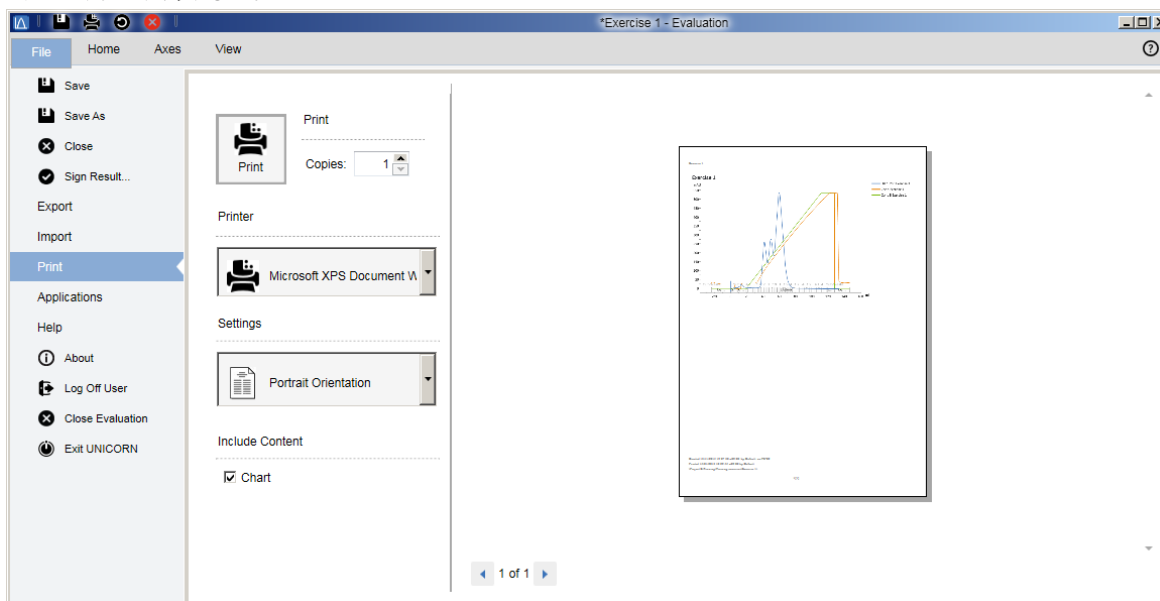 *Exercise 1 - Evaluation
File Home Axes View
Save
Save As
Close
Sign Result...
Export
Import
Print
Applications
Help
About
Log Off User
Close Evaluation
Exit UNICORN
Print
Print
Copies: 1
Printer
Microsoft XPS Document W
Settings
Portrait Orientation
Include Content
Chart
Exercise 1
1 of 1